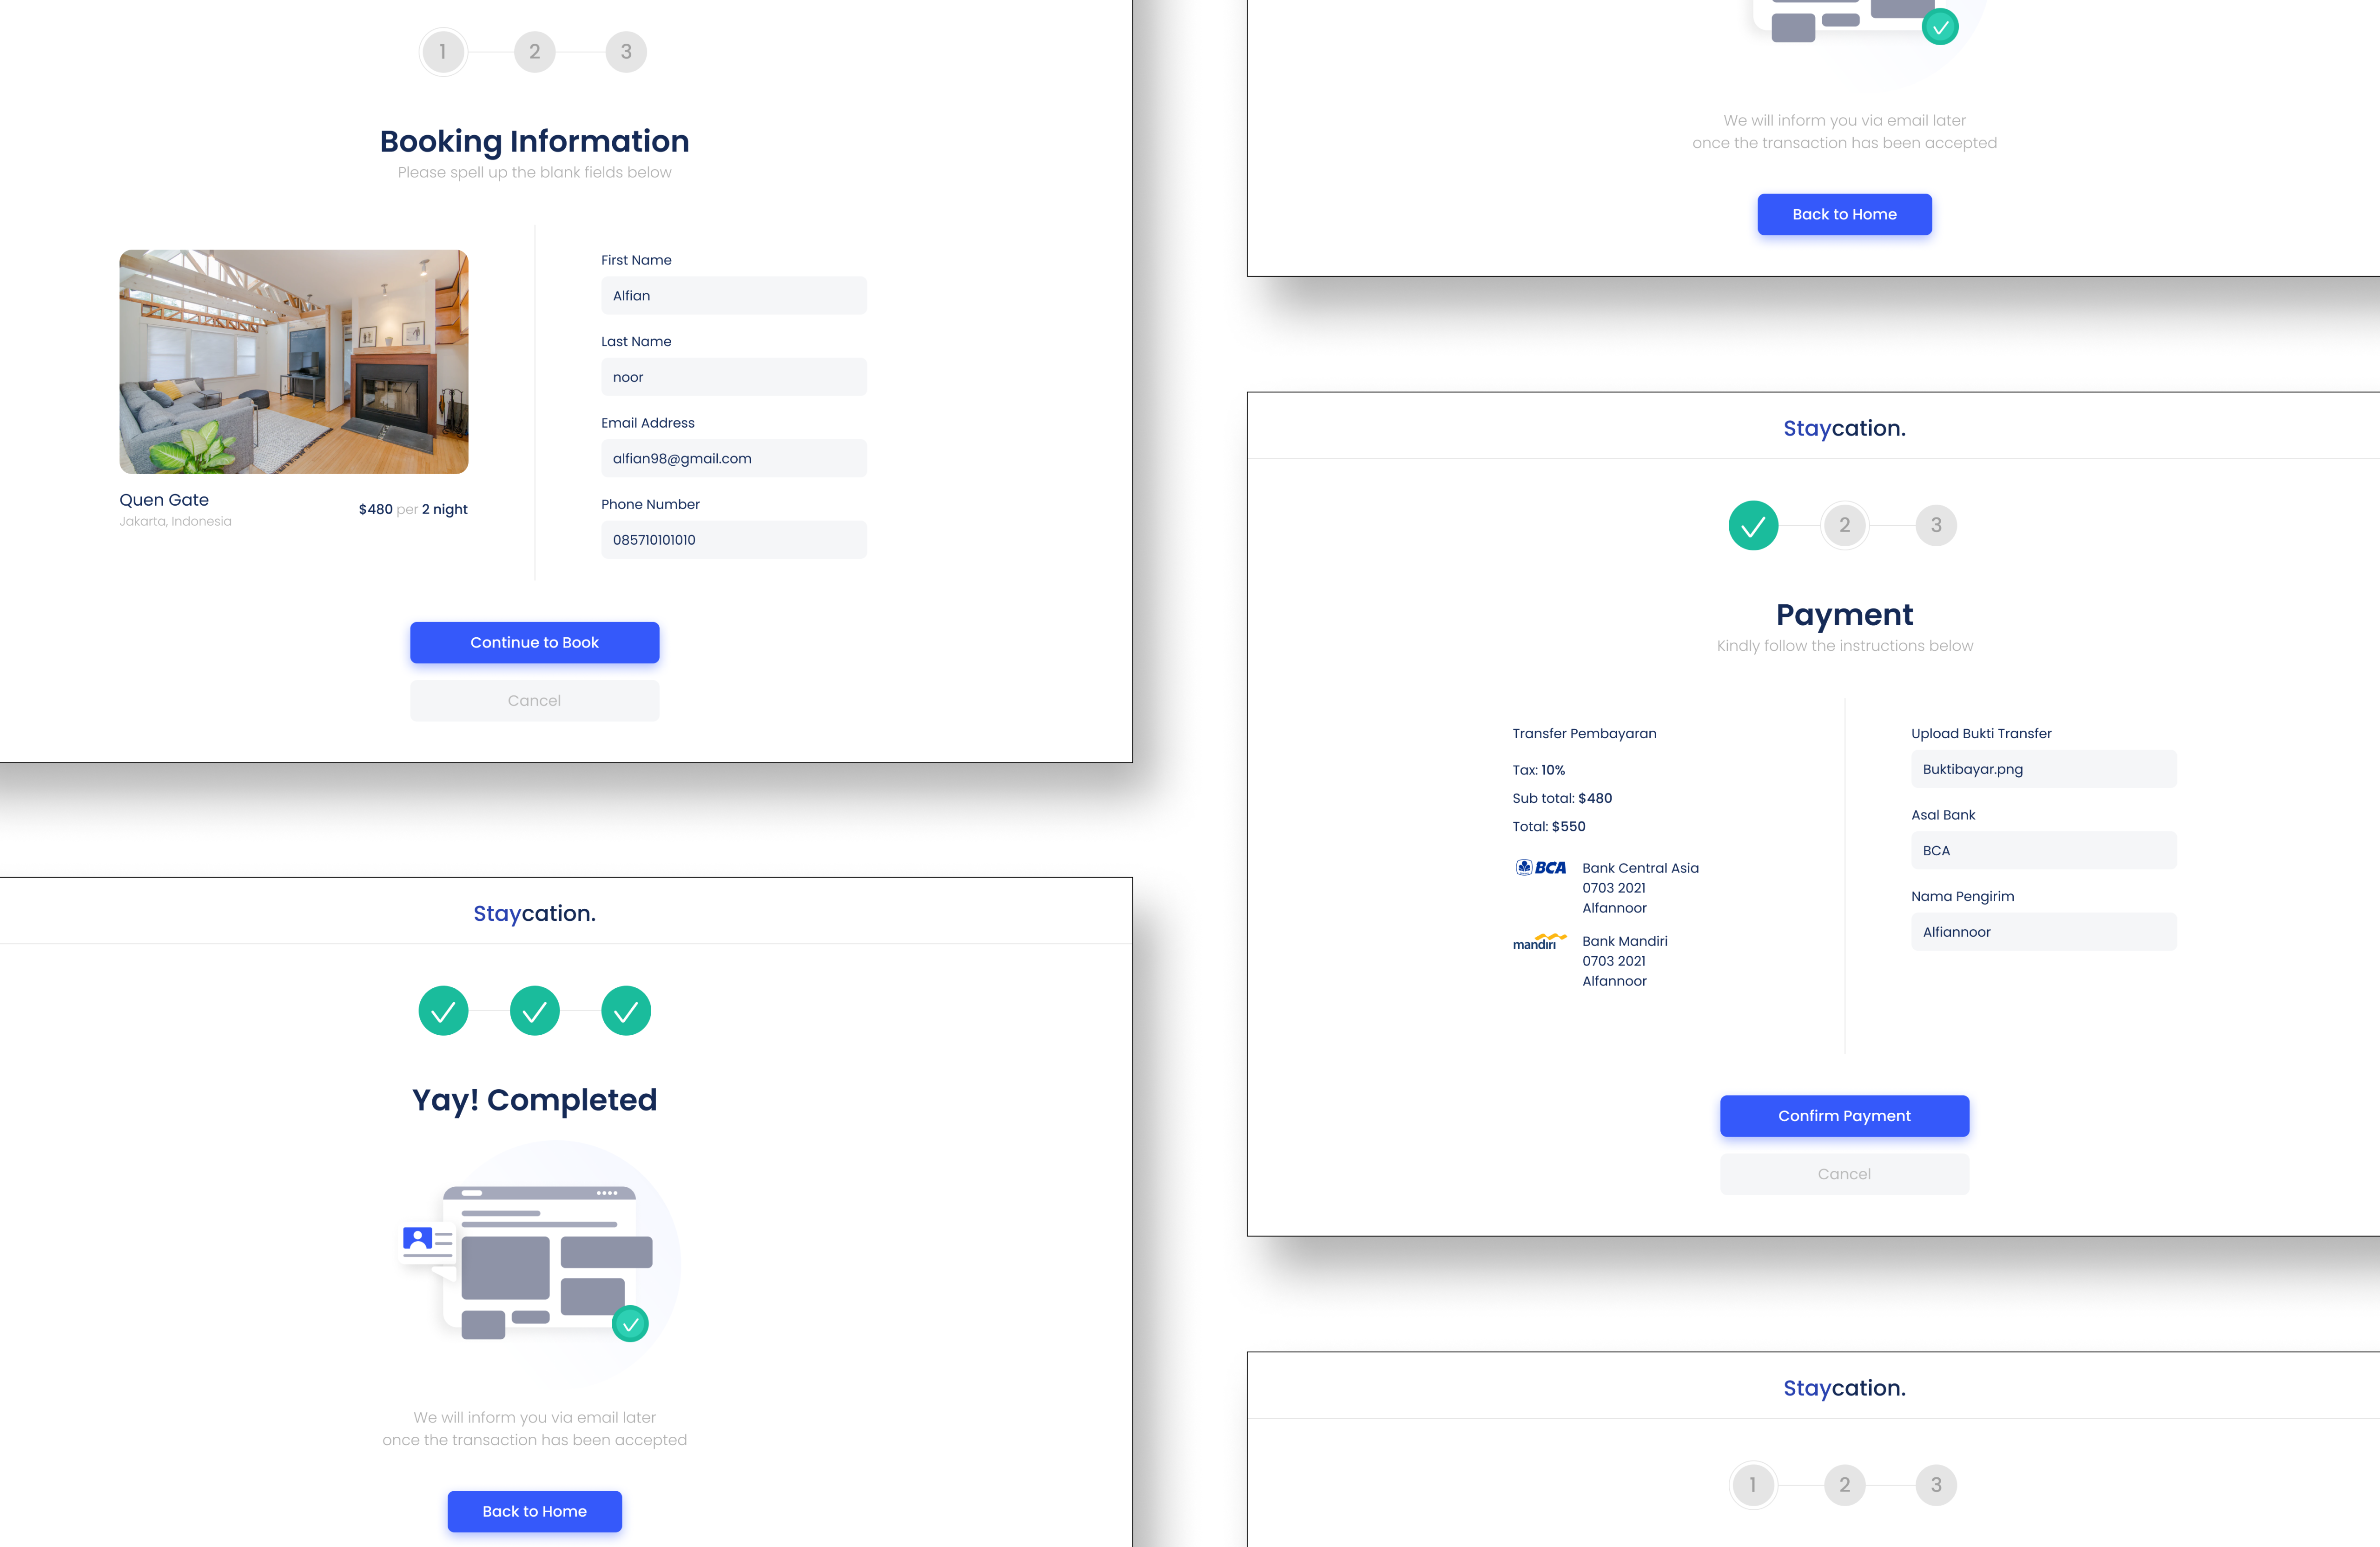 1
2
3
Booking Information
Please spell up the blank fields below
Quen Gate
Jakarta, Indonesia
$480 per 2 night
First Name
Alfian
Last Name
noor
Email Address
alfian98@gmail.com
Phone Number
085710101010
Continue to Book
Cancel
Staycation.
Yay! Completed
We will inform you via email later
once the transaction has been accepted
Back to Home
We will inform you via email later
once the transaction has been accepted
Back to Home
Staycation.
2
3
Payment
Kindly follow the instructions below
Transfer Pembayaran
Tax: 10%
Sub total: $480
Total: $550
BCA
Bank Central Asia
0703 2021
Alfannoor
mandiri
Bank Mandiri
0703 2021
Alfannoor
Upload Bukti Transfer
Buktibayar.png
Asal Bank
BCA
Nama Pengirim
Alfiannoor
Confirm Payment
Cancel
Staycation.
1
2
3